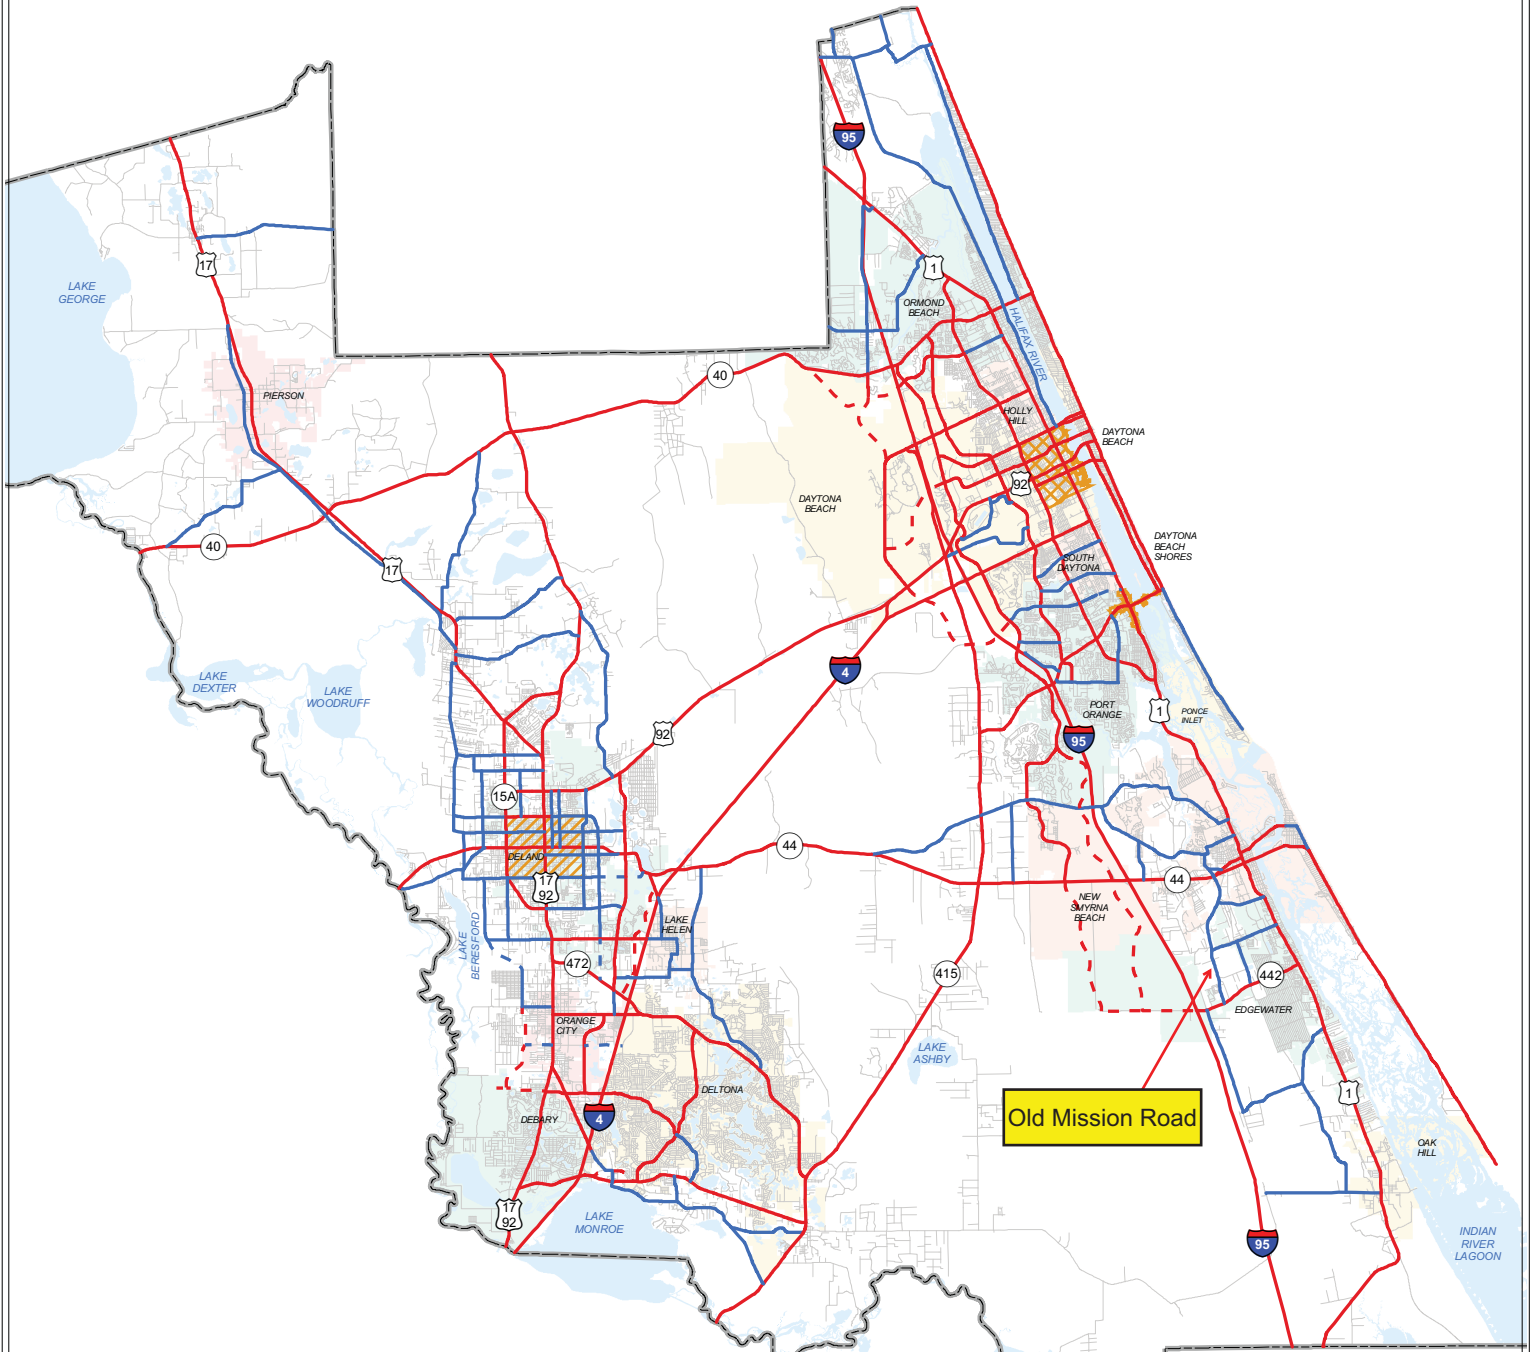 95
17
LAKE
GEORGE
1
ORMOND
BEACH
HALIFAX RIVER
40
PIERSON
HOLLY
HILL
DAYTONA
BEACH
92
DAYTONA
BEACH
40
17
DAYTONA
BEACH
SHORES
SOUTH
DAYTONA
4
LAKE
DEXTER
LAKE
WOODRUFF
PORT
ORANGE
1
PONCE
INLET
92
95
15A
44
DELAND
17
92
44
NEW
SMYRNA
BEACH
LAKE
HELEN
LAKE
BERESFORD
472
415
442
EDGEWATER
ORANGE
CITY
LAKE
ASHBY
DELTONA
1
Old Mission Road
DEBARY
4
OAK
HILL
17
92
LAKE
MONROE
95
INDIAN
RIVER
LAGOON